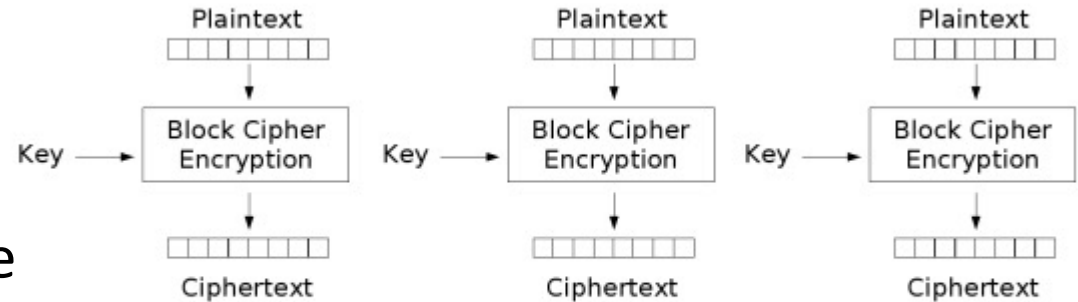 Plaintext Plaintext Plaintext
Block Cipher Block Cipher Block Cipher
Key Encryption Key Encryption Key Encryption
e
Ciphertext Ciphertext Ciphertext